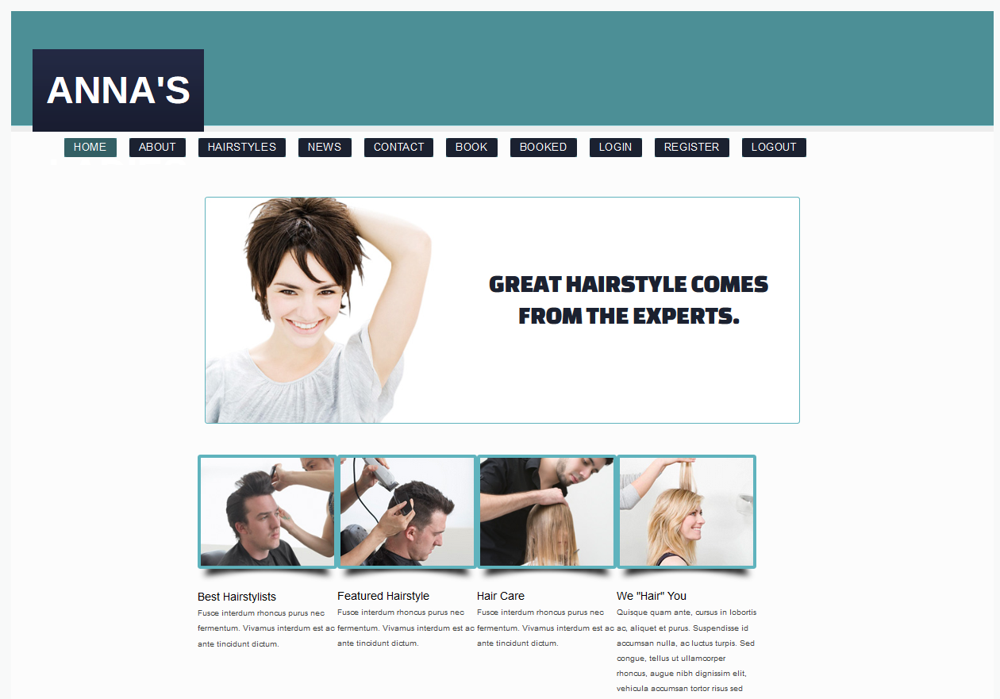 ANNA'S
HOME ABOUT HAIRSTYLES NEWS CONTACT BOOK BOOKED LOGIN REGISTER LOGOUT
GREAT HAIRSTYLE COMES
FROM THE EXPERTS.
Best Hairstylists
Fusce interdum rhoncus purus nec
fermentum. Vivamus interdum est ac
ante tincidunt dictum.
Featured Hairstyle
Fusce interdum rhoncus purus nec
fermentum. Vivamus interdum est ac
ante tincidunt dictum.
Hair Care
Fusce interdum rhoncus purus nec
fermentum. Vivamus interdum est ac
ante tincidunt dictum.
We "Hair" You
Quisque quam ante, cursus in lobortis
ac, aliquet et purus. Suspendisse id
accumsan nulla, ac luctus turpis. Sed
congue, tellus ut ullamcorper
rhoncus, augue nibh dignissim elit,
vehicula accumsan tortor risus sed